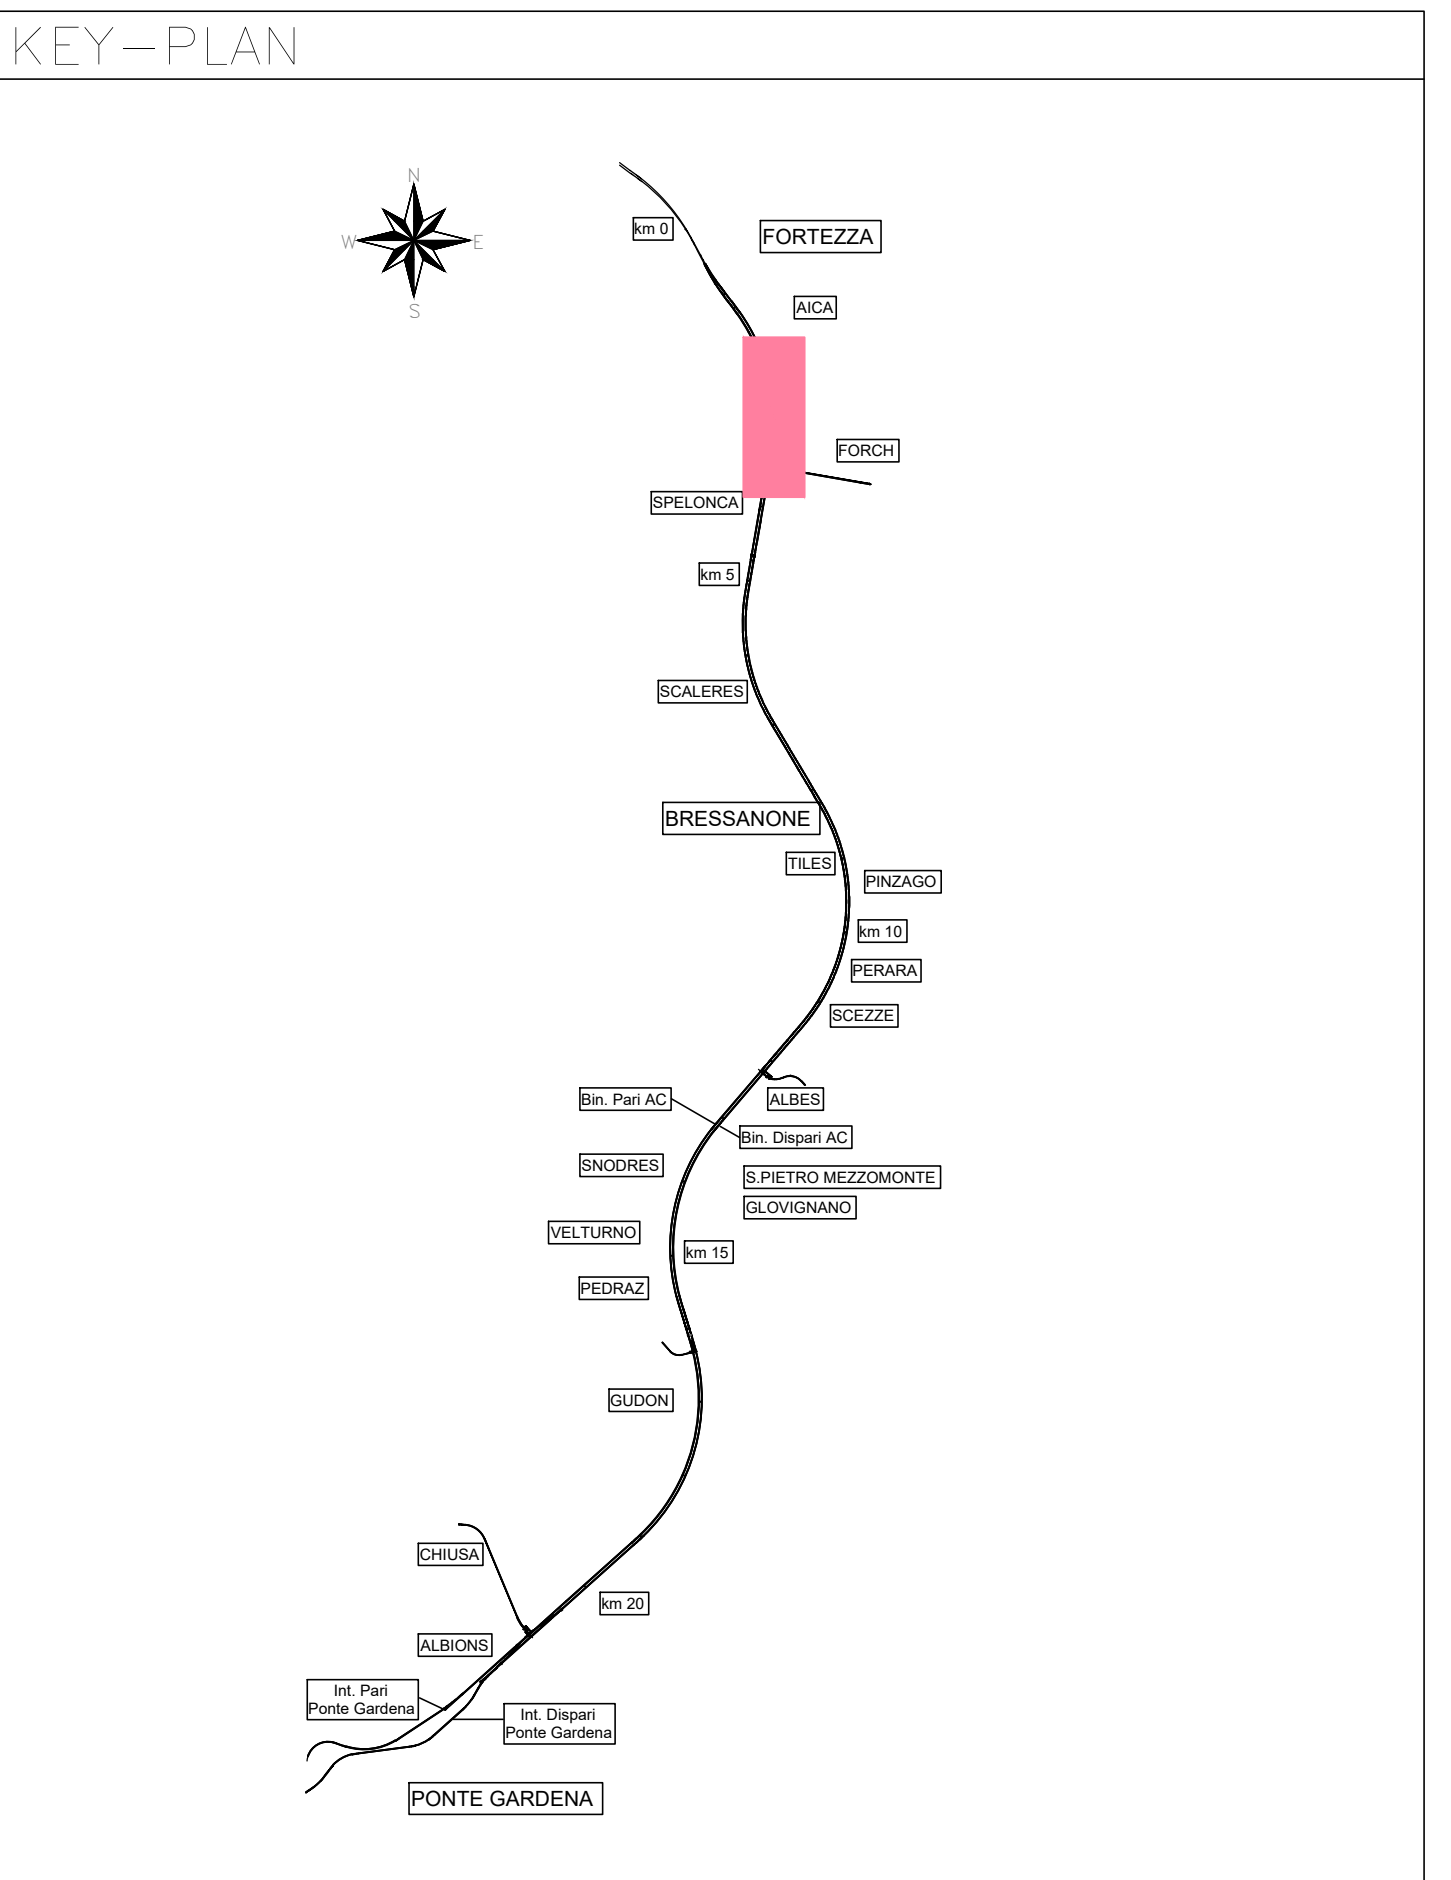 KEY-PLAN
N
W
E
S
km 0
FORTEZZA
AICA
FORCH
SPELONCA
km 5
SCALERES
BRESSANONE
TILES
PINZAGO
km 10
PERARA
SCEZZE
Bin. Pari AC
ALBES
Bin. Dispari AC
SNODRES
S.PIETRO MEZZOMONTE
GLOVIGNANO
VELTURNO
km 15
PEDRAZ
GUDON
CHIUSA
km 20
ALBIONS
Int. Pari
Ponte Gardena
Int. Dispari
Ponte Gardena
PONTE GARDENA